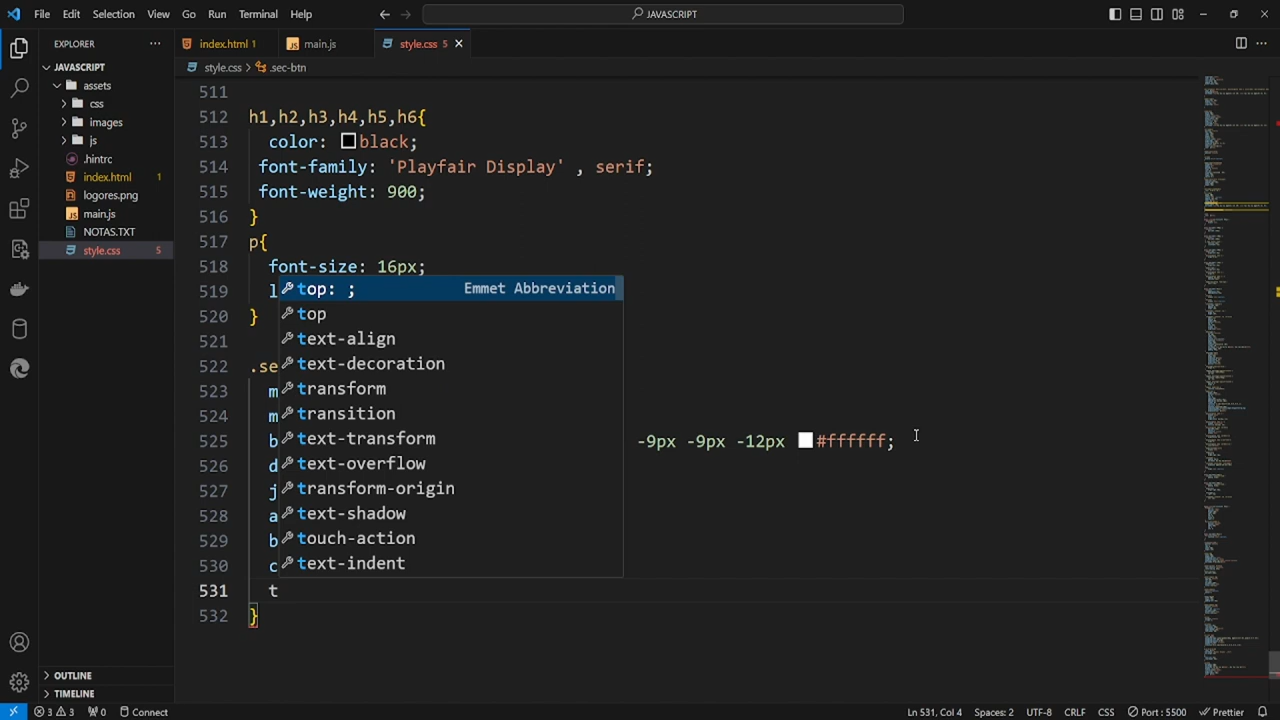 File Edit Selection View Go Run Terminal Help
JAVASCRIPT
EXPLORER
index.html 1
main.js
style.css 5
JAVASCRIPT
style.css > .sec-btn
assets
css
images
js
.hintrc
index.html 1
logores.png
main.js
NOTAS.TXT
style.css 5
511
512 h1,h2,h3,h4,h5,h6{
513 color: black;
514 font-family: 'Playfair Display' , serif;
515 font-weight: 900;
516 }
517 p{
518 font-size: 16px;
519 l
520 }
521
522 .se
523 m
524 m
525 b -9px -9px -12px #ffffff;
526 d
527 j
528 a
529 b
530 c
531 t
532 }
top: ; Emmet Abbreviation
top
text-align
text-decoration
transform
transition
text-transform
text-overflow
transform-origin
text-shadow
touch-action
text-indent
OUTLINE
TIMELINE
3 3 0 Connect
Ln 531, Col 4 Spaces: 2 UTF-8 CRLF CSS Port : 5500 Prettier